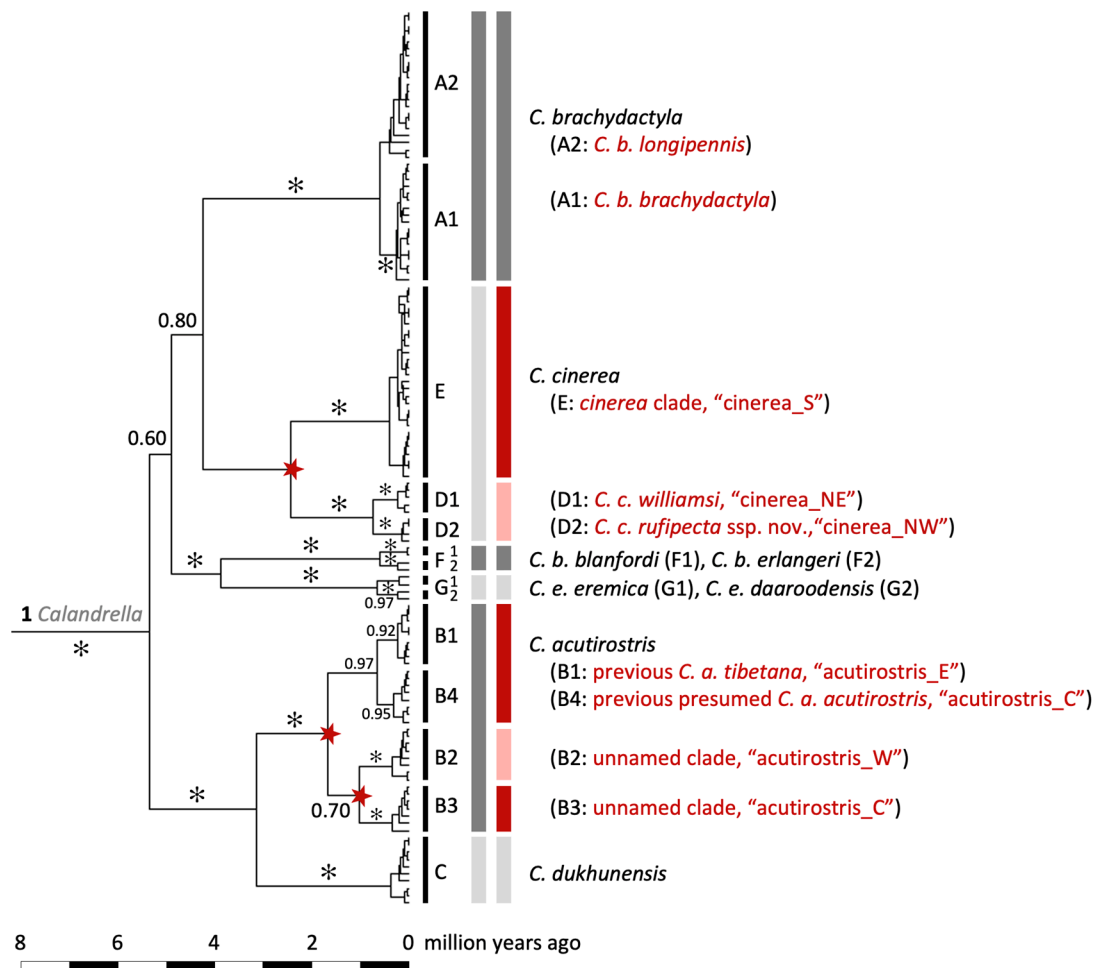 A2
C. brachydactyla
(A2: C. b. longipennis)
*
A1
(A1: C. b. brachydactyla)
*
0.80
E
C. cinerea
(E: cinerea clade, “cinerea_S”)
*
0.60
*
*
D1
(D1: C. c. williamsi, “cinerea_NE”)
*
D2
(D2: C. c. rufipecta ssp. nov.,“cinerea_NW”)
*
*
*
*
F 1 2
C. b. blanfordi (F1), C. b. erlangeri (F2)
*
*
G 1 2
C. e. eremica (G1), C. e. daaroodensis (G2)
0.97
1 Calandrella
*
0.92
B1
C. acutirostris
0.97
(B1: previous C. a. tibetana, “acutirostris_E”)
B4
(B4: previous presumed C. a. acutirostris, “acutirostris_C”)
0.95
*
*
B2
(B2: unnamed clade, “acutirostris_W”)
*
0.70
*
B3
(B3: unnamed clade, “acutirostris_C”)
*
C
C. dukhunensis
8 6 4 2 0 million years ago